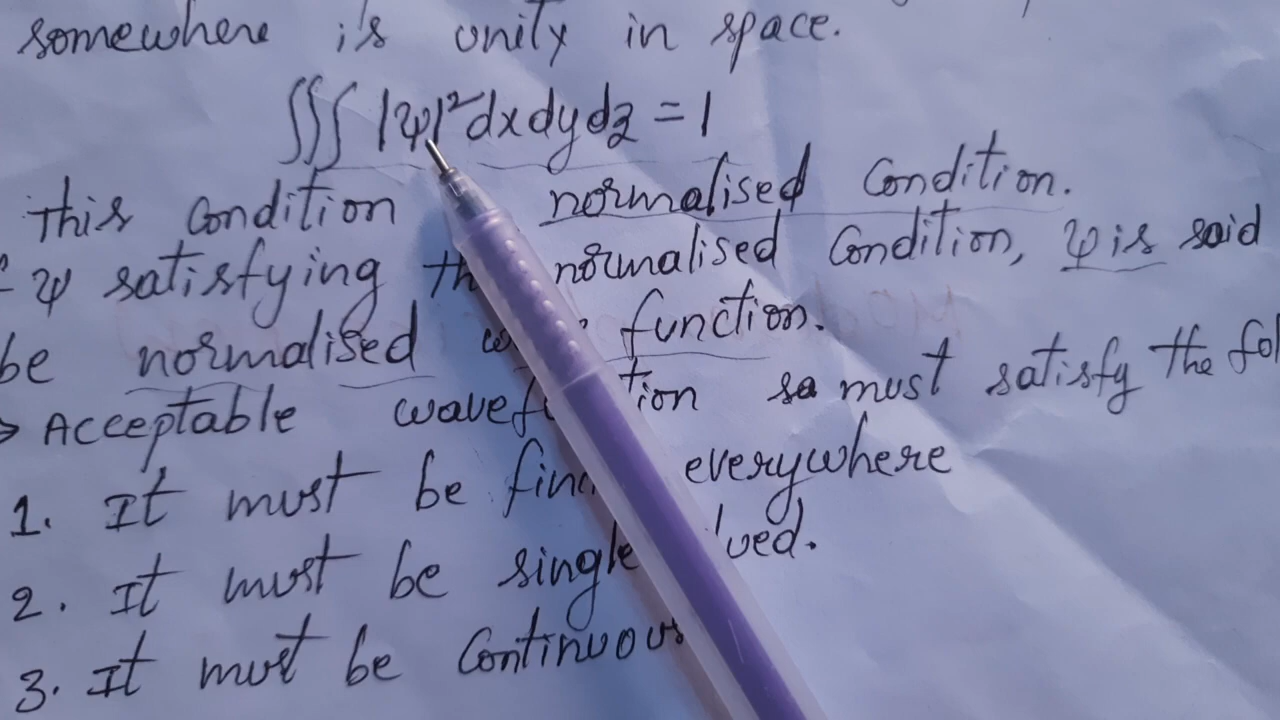 somewhere is unity in space.
∭ |ψ|² dx dy dz = 1
This condition normalised condition.
ψ satisfying normalised condition, ψ is said
be normalised function.
→ Acceptable must satisfy the
1. It must be everywhere
2. It must be single
3. It must be continuous